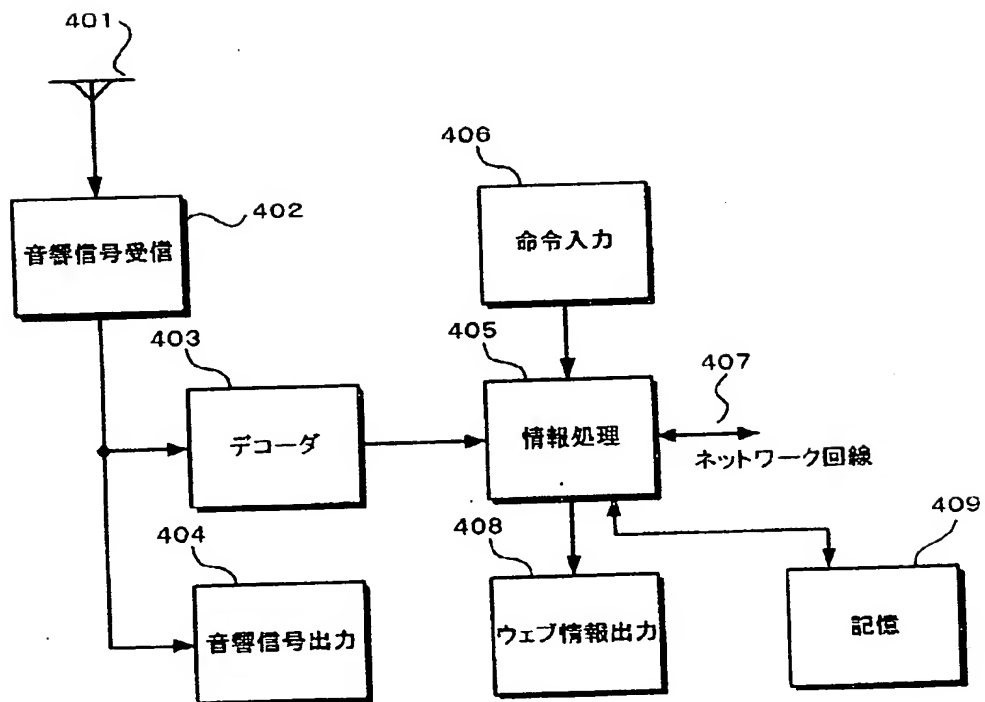 401
406
402
音響信号受信
命令入力
403
405
407
デコーダ
情報処理
ネットワーク回線
404
408
409
音響信号出力
ウェブ情報出力
記憶